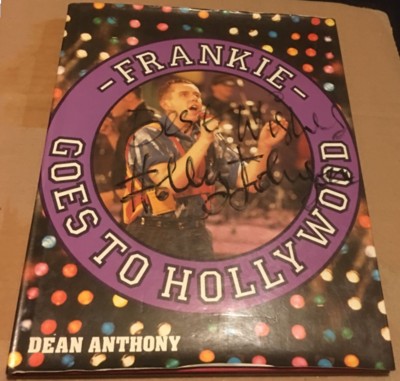 -FRANKIE-
Best Wishes
GOES TO HOLLYWOOD
DEAN ANTHONY